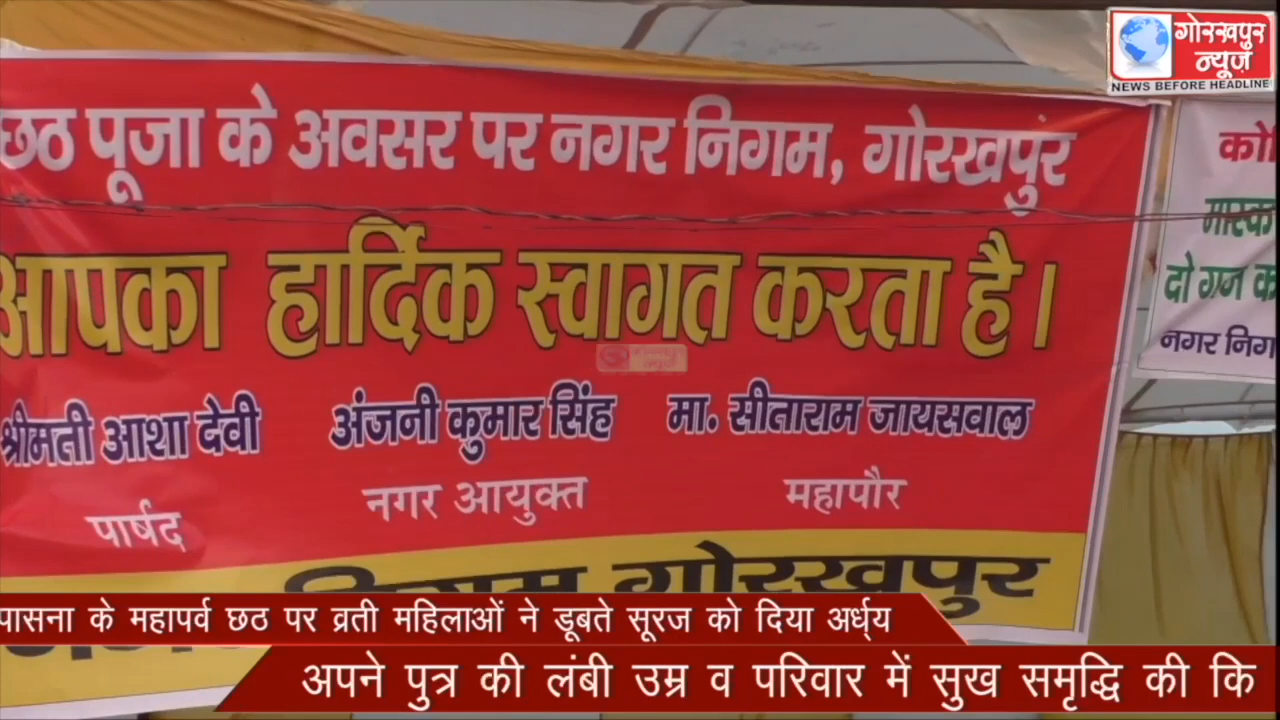 गोरखपुर
न्यूज़
NEWS BEFORE HEADLINE
छठ पूजा के अवसर पर नगर निगम, गोरखपुर
आपका हार्दिक स्वागत करता है।
श्रीमती आशा देवी अंजनी कुमार सिंह मा. सीताराम जायसवाल
पार्षद नगर आयुक्त महापौर
गोरखपुर
मास्क
दो गज
नगर
के महापर्व छठ पर व्रती महिलाओं ने डूबते सूरज को दिया अर्ध्य
अपने पुत्र की लंबी उम्र व परिवार में सुख समृद्धि की कि